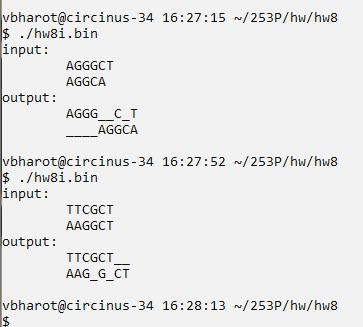 vbharot@circinus-34 16:27:15 ~/253P/hw/hw8
$ ./hw8i.bin
input:
        AGGGCT
        AGGCA
output:
        AGGG__C_T
        ____AGGCA
vbharot@circinus-34 16:27:52 ~/253P/hw/hw8
$ ./hw8i.bin
input:
        TTCGCT
        AAGGCT
output:
        TTCGCT__
        AAG_G_CT
vbharot@circinus-34 16:28:13 ~/253P/hw/hw8
$